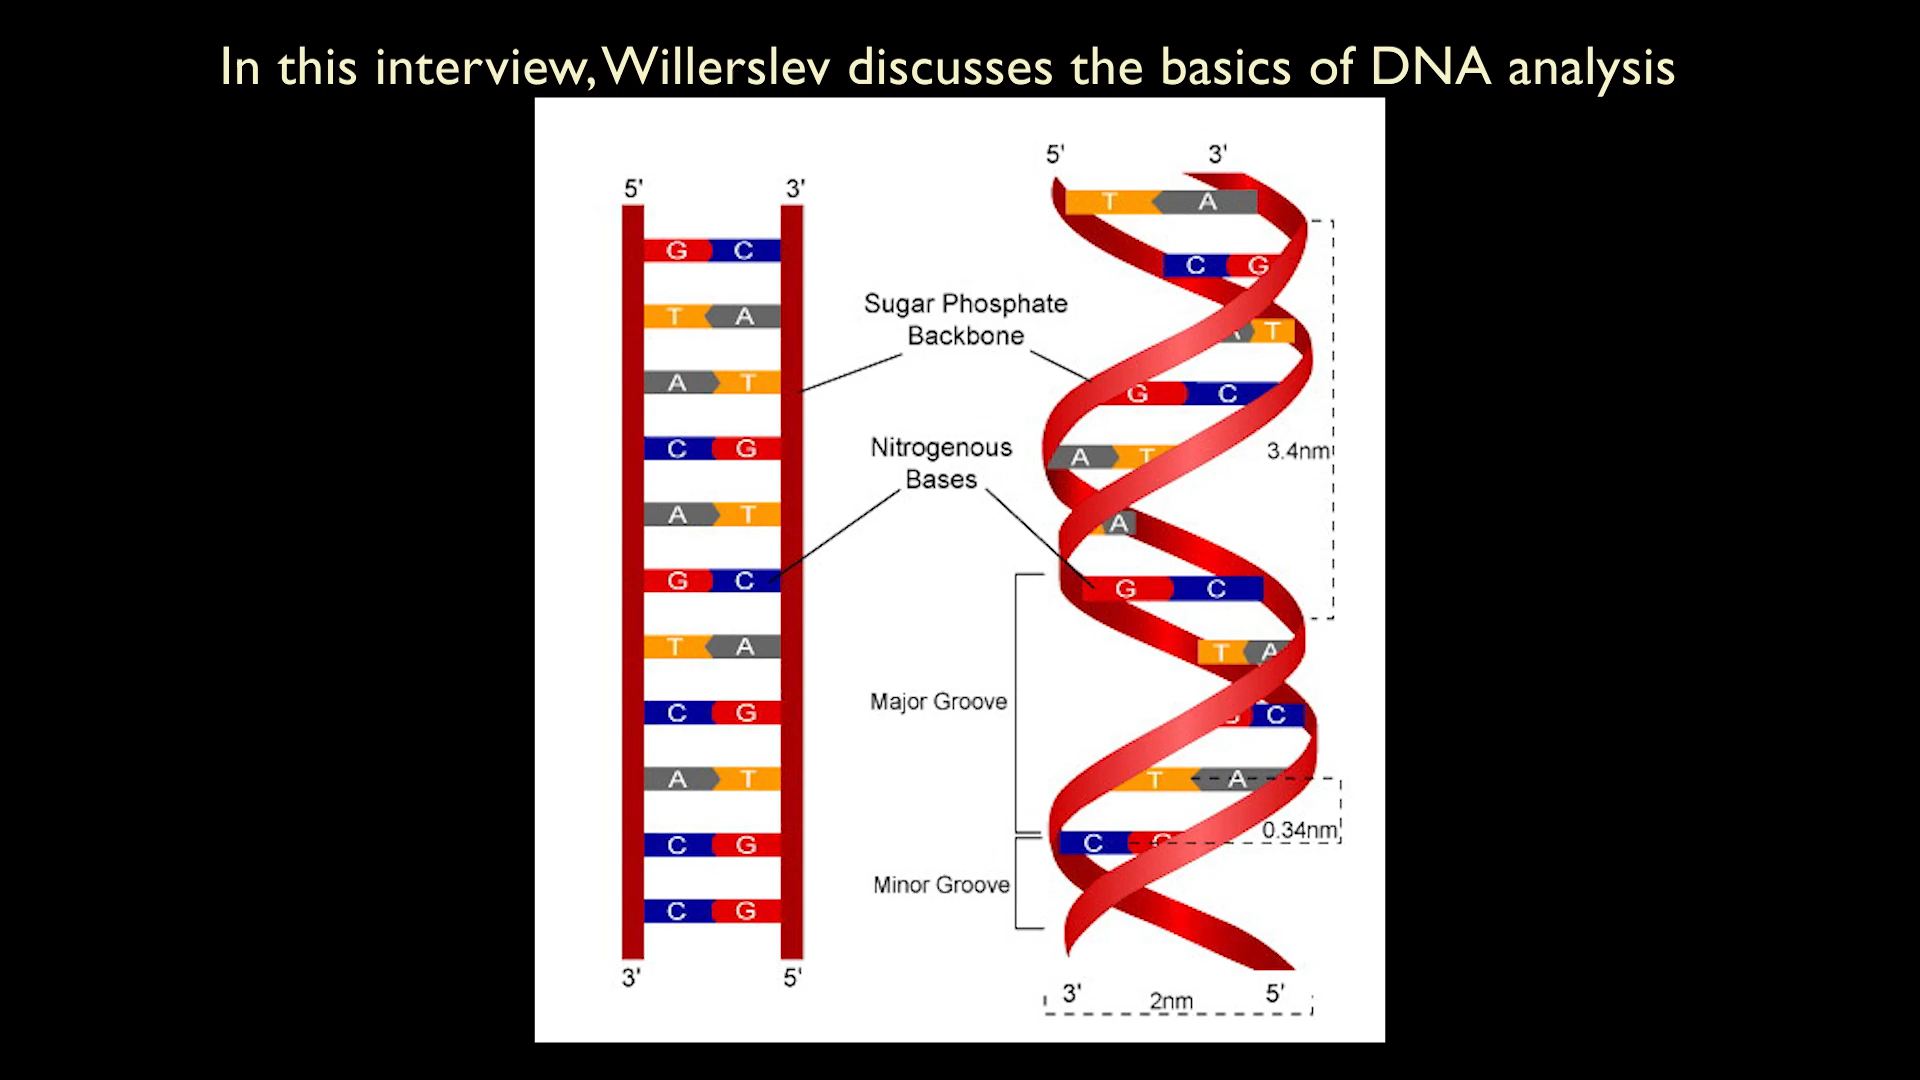 In this interview, Willerslev discusses the basics of DNA analysis
5' 3'
G C
T A
A T
C G
A T
G C
T A
C G
A T
C G
C G
3' 5'
Sugar Phosphate
Backbone
Nitrogenous
Bases
Major Groove
Minor Groove
5' 3'
T A
C G
A T
G C
A T
A
G C
T A
C
T A
C G
3.4nm
0.34nm
3' 5'
2nm